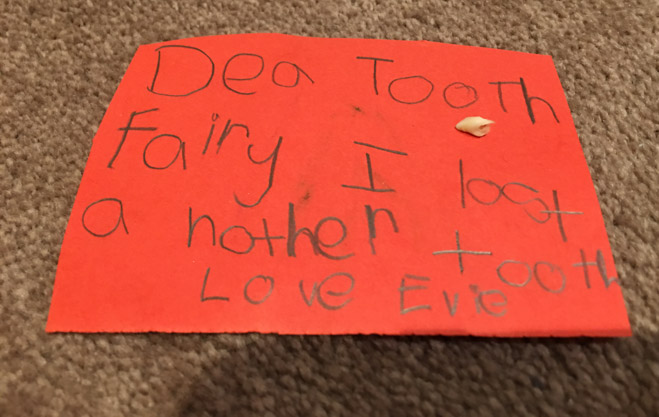 Dea Tooth
Fairy I lost
a nother tooth
Love Evie